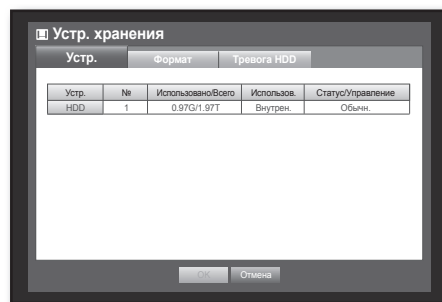 Устр. хранения
Устр. Формат Тревога HDD
Устр. № Использовано/Всего Использов. Статус/Управление
HDD 1 0.97G/1.97T Внутрен. Обычн.
OK Отмена